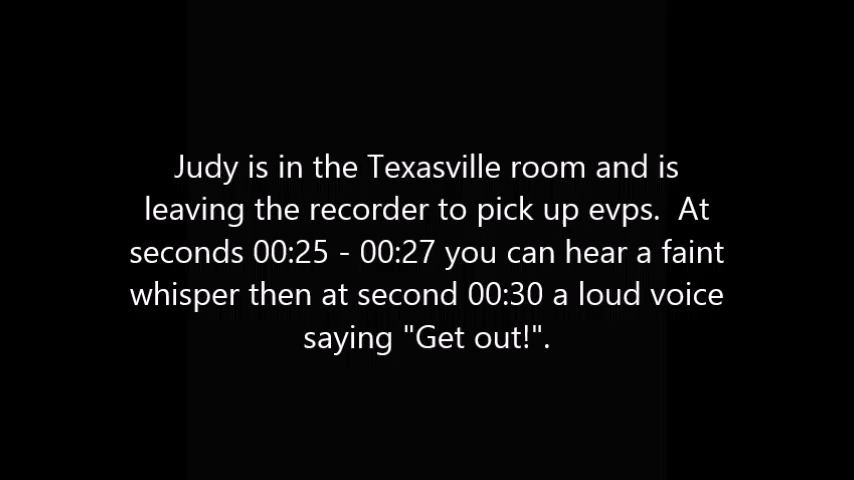 Judy is in the Texasville room and is
leaving the recorder to pick up evps.  At
seconds 00:25 - 00:27 you can hear a faint
whisper then at second 00:30 a loud voice
saying "Get out!".